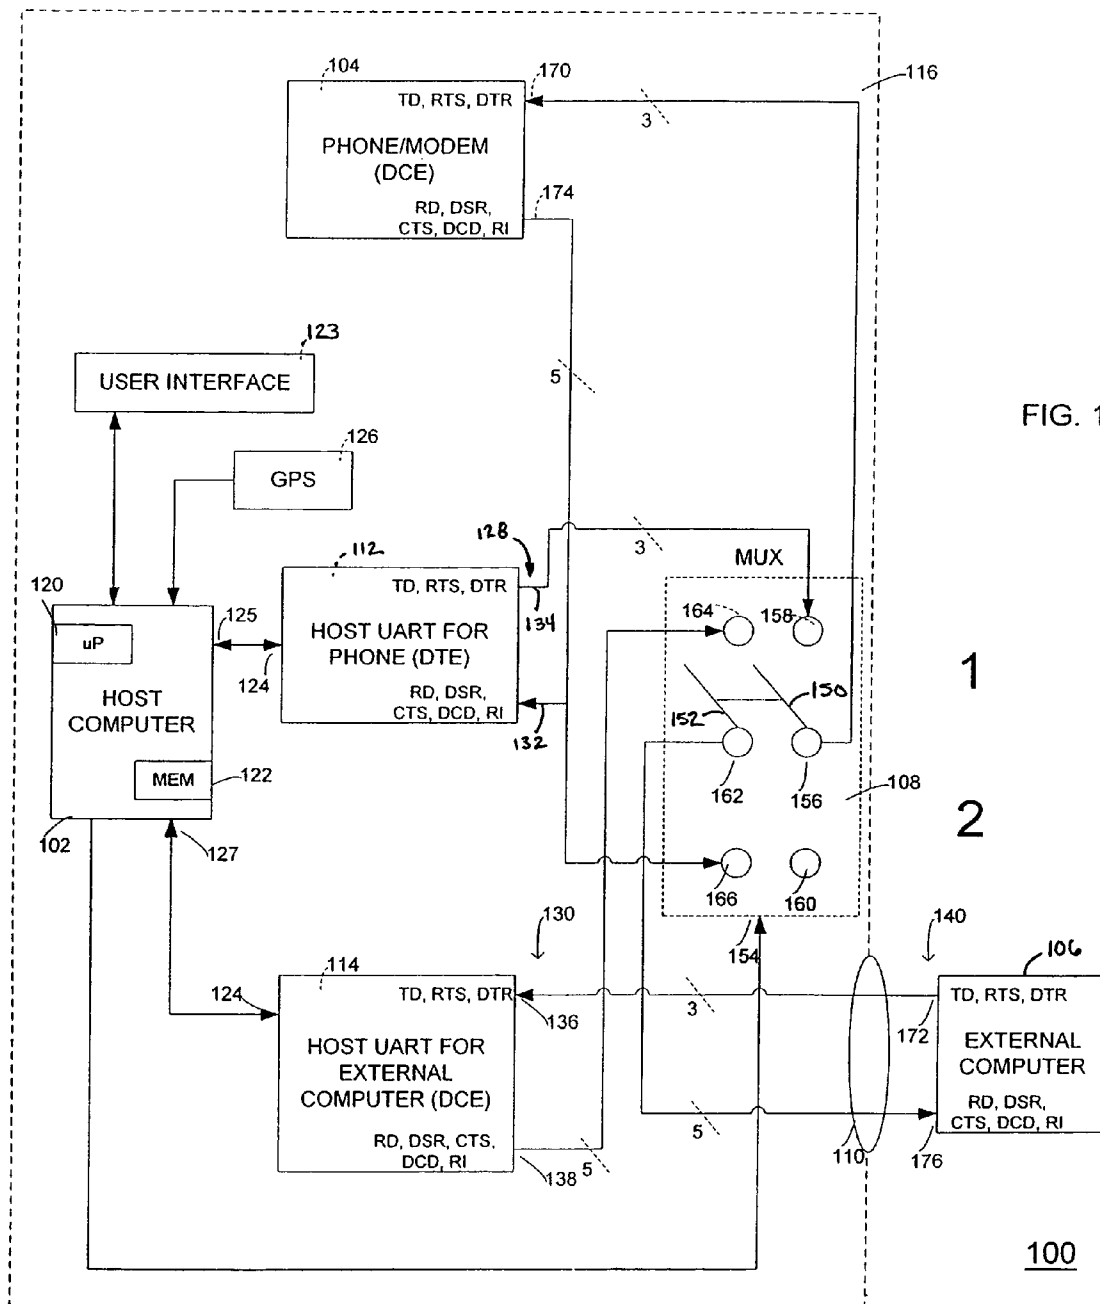 104
170
116
TD, RTS, DTR
3
PHONE/MODEM
(DCE)
174
RD, DSR,
CTS, DCD, RI
123
USER INTERFACE
5
FIG. 1
126
GPS
128
112
3
MUX
TD, RTS, DTR
134
164
158
120
125
uP
HOST UART FOR
PHONE (DTE)
124
HOST
COMPUTER
RD, DSR,
CTS, DCD, RI
132
150
152
1
MEM
122
162
156
108
102
127
2
166
160
130
154
140
106
114
124
TD, RTS, DTR
136
3
172
TD, RTS, DTR
HOST UART FOR
EXTERNAL
COMPUTER (DCE)
EXTERNAL
COMPUTER
RD, DSR,
CTS, DCD, RI
5
110
176
RD, DSR, CTS,
DCD, RI
138
5
100